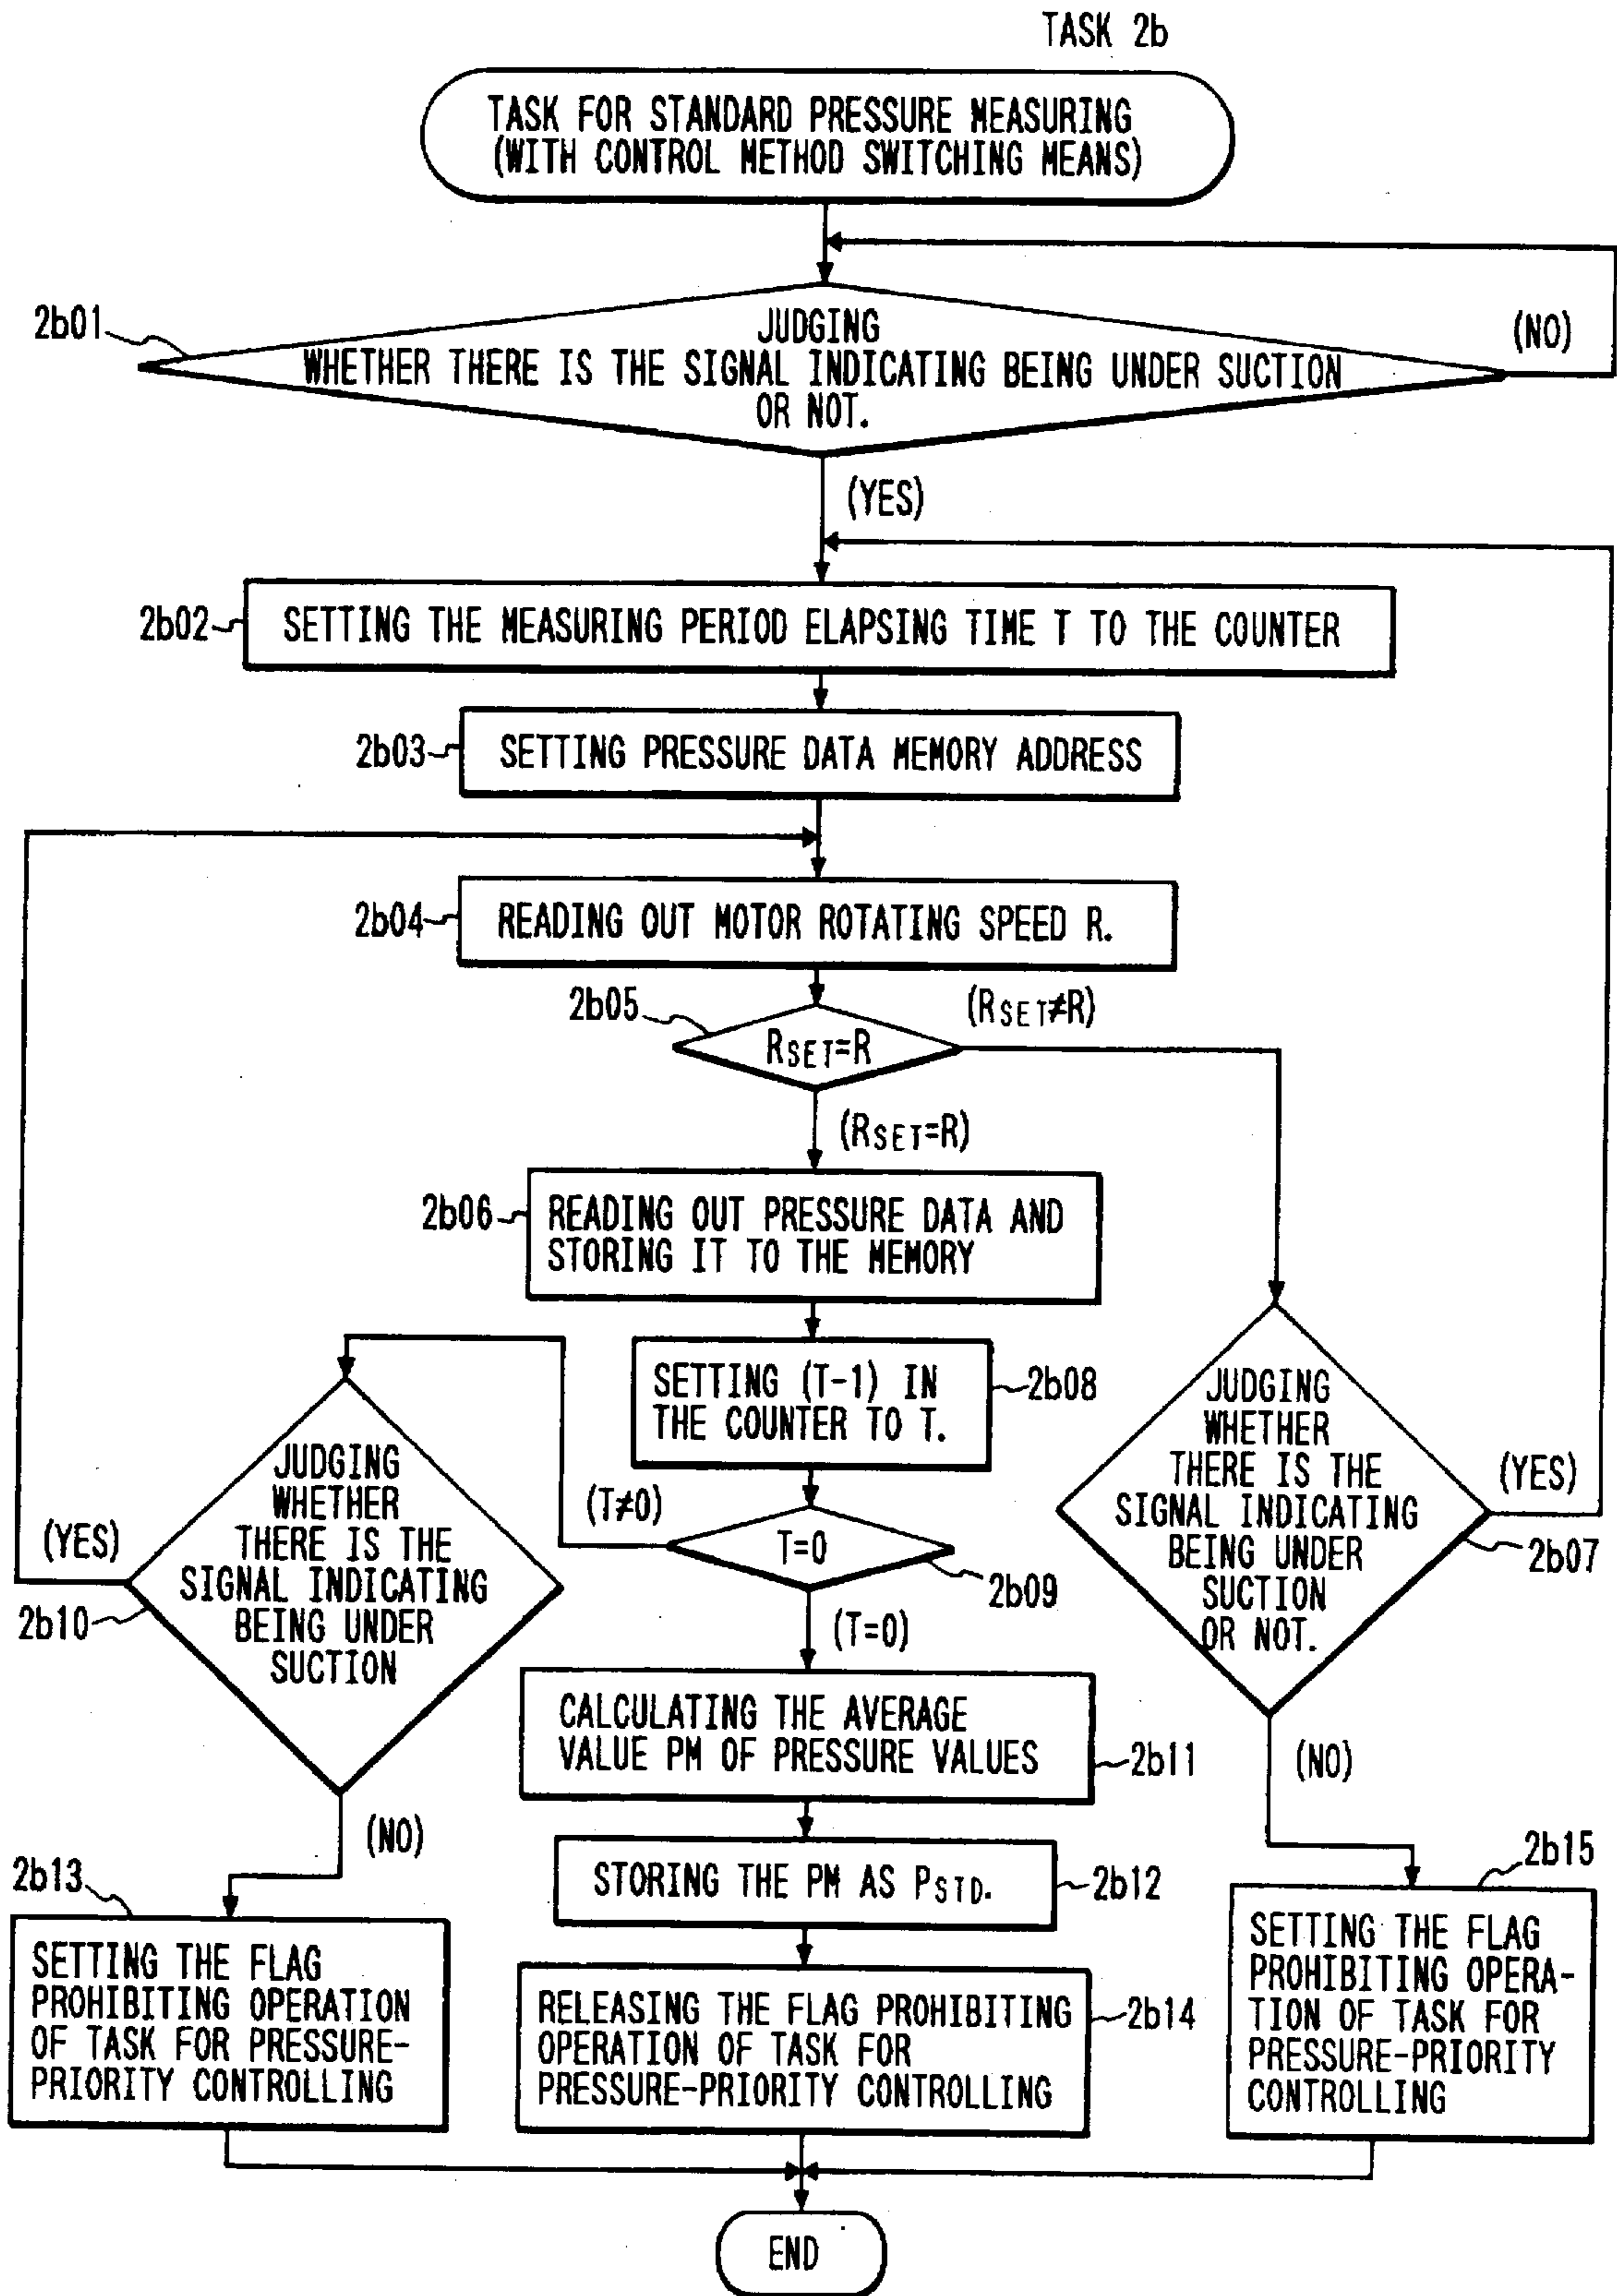 TASK 2b
TASK FOR STANDARD PRESSURE MEASURING
(WITH CONTROL METHOD SWITCHING MEANS)
2b01
JUDGING
WHETHER THERE IS THE SIGNAL INDICATING BEING UNDER SUCTION
OR NOT.
(NO)
(YES)
2b02
SETTING THE MEASURING PERIOD ELAPSING TIME T TO THE COUNTER
2b03
SETTING PRESSURE DATA MEMORY ADDRESS
2b04
READING OUT MOTOR ROTATING SPEED R.
2b05
RSET=R
(RSET≠R)
(RSET=R)
2b06
READING OUT PRESSURE DATA AND
STORING IT TO THE MEMORY
SETTING (T-1) IN
THE COUNTER TO T.
2b08
T=0
(T≠0)
2b09
(T=0)
JUDGING
WHETHER
THERE IS THE
SIGNAL INDICATING
BEING UNDER
SUCTION
(YES)
2b10
(NO)
JUDGING
WHETHER
THERE IS THE
SIGNAL INDICATING
BEING UNDER
SUCTION
OR NOT.
(YES)
2b07
(NO)
CALCULATING THE AVERAGE
VALUE PM OF PRESSURE VALUES
2b11
STORING THE PM AS PSTD.
2b12
2b13
SETTING THE FLAG
PROHIBITING OPERATION
OF TASK FOR PRESSURE-
PRIORITY CONTROLLING
RELEASING THE FLAG PROHIBITING
OPERATION OF TASK FOR
PRESSURE-PRIORITY CONTROLLING
2b14
2b15
SETTING THE FLAG
PROHIBITING OPERA-
TION OF TASK FOR
PRESSURE-PRIORITY
CONTROLLING
END